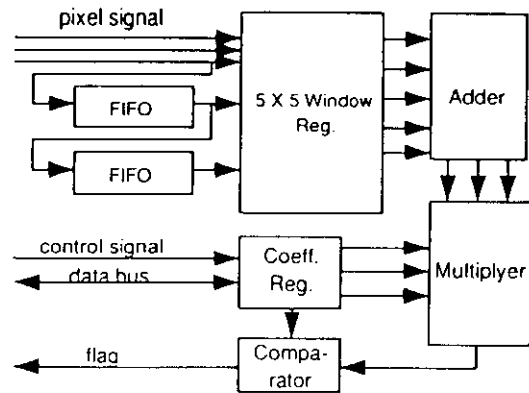 pixel signal
FIFO
FIFO
5 X 5 Window
Reg.
Adder
control signal
data bus
Coeff.
Reg.
Multiplyer
flag
Compa-
rator